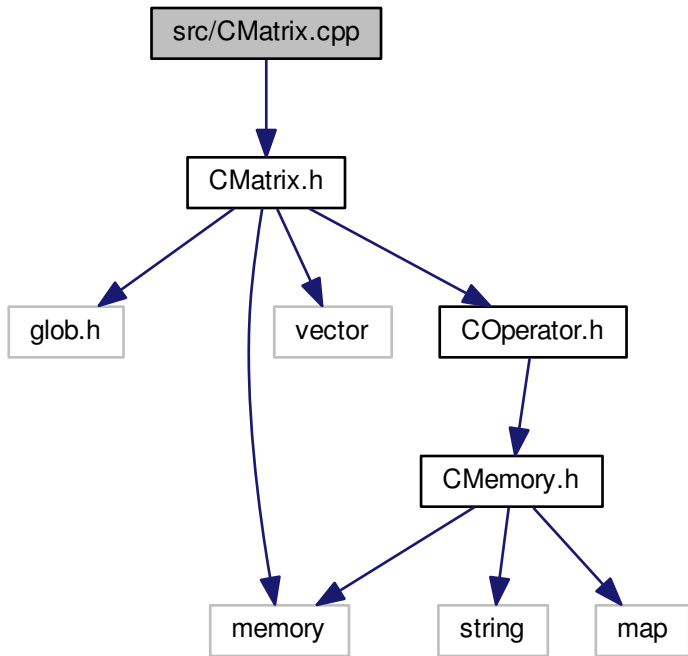 src/CMatrix.cpp
CMatrix.h
glob.h
vector
COperator.h
CMemory.h
memory
string
map